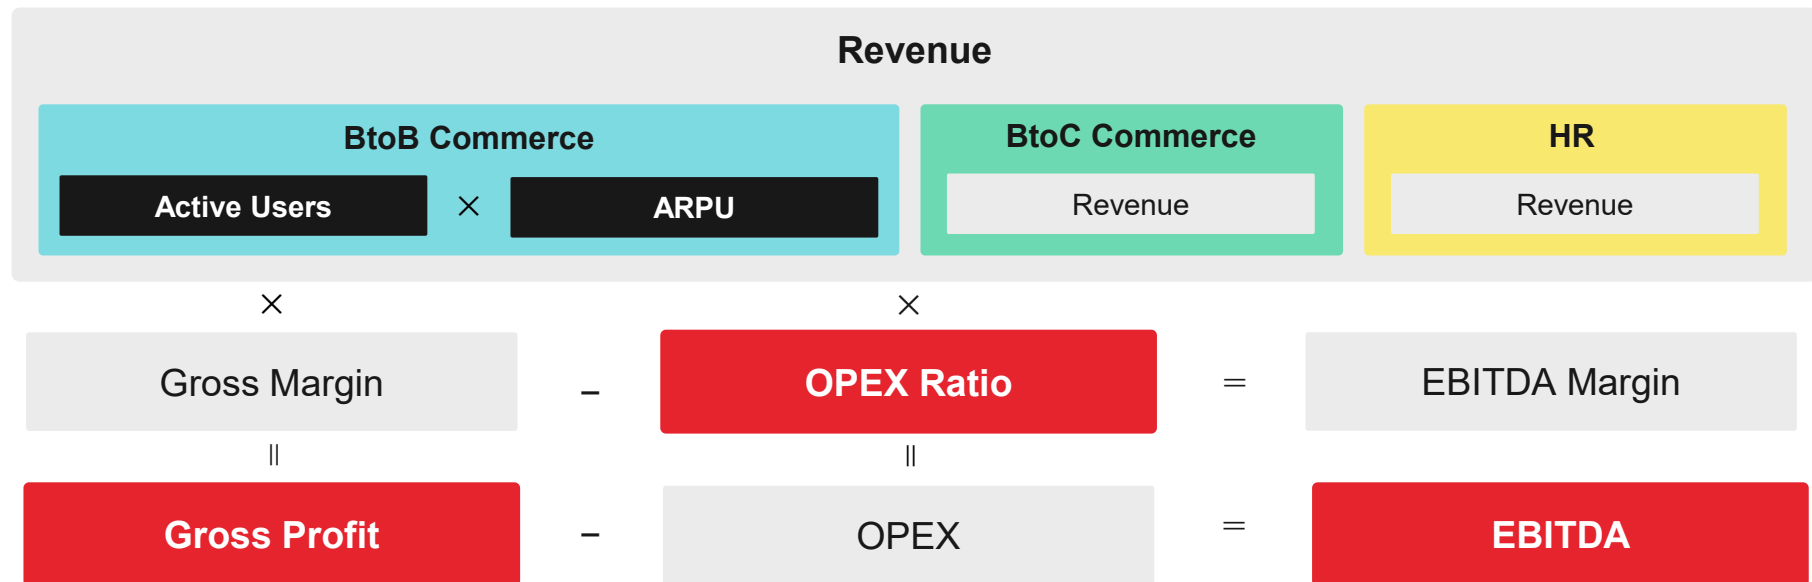 Revenue
BtoB Commerce
Active Users × ARPU
BtoC Commerce
Revenue
HR
Revenue
× ×
Gross Margin – OPEX Ratio = EBITDA Margin
|| ||
Gross Profit – OPEX = EBITDA